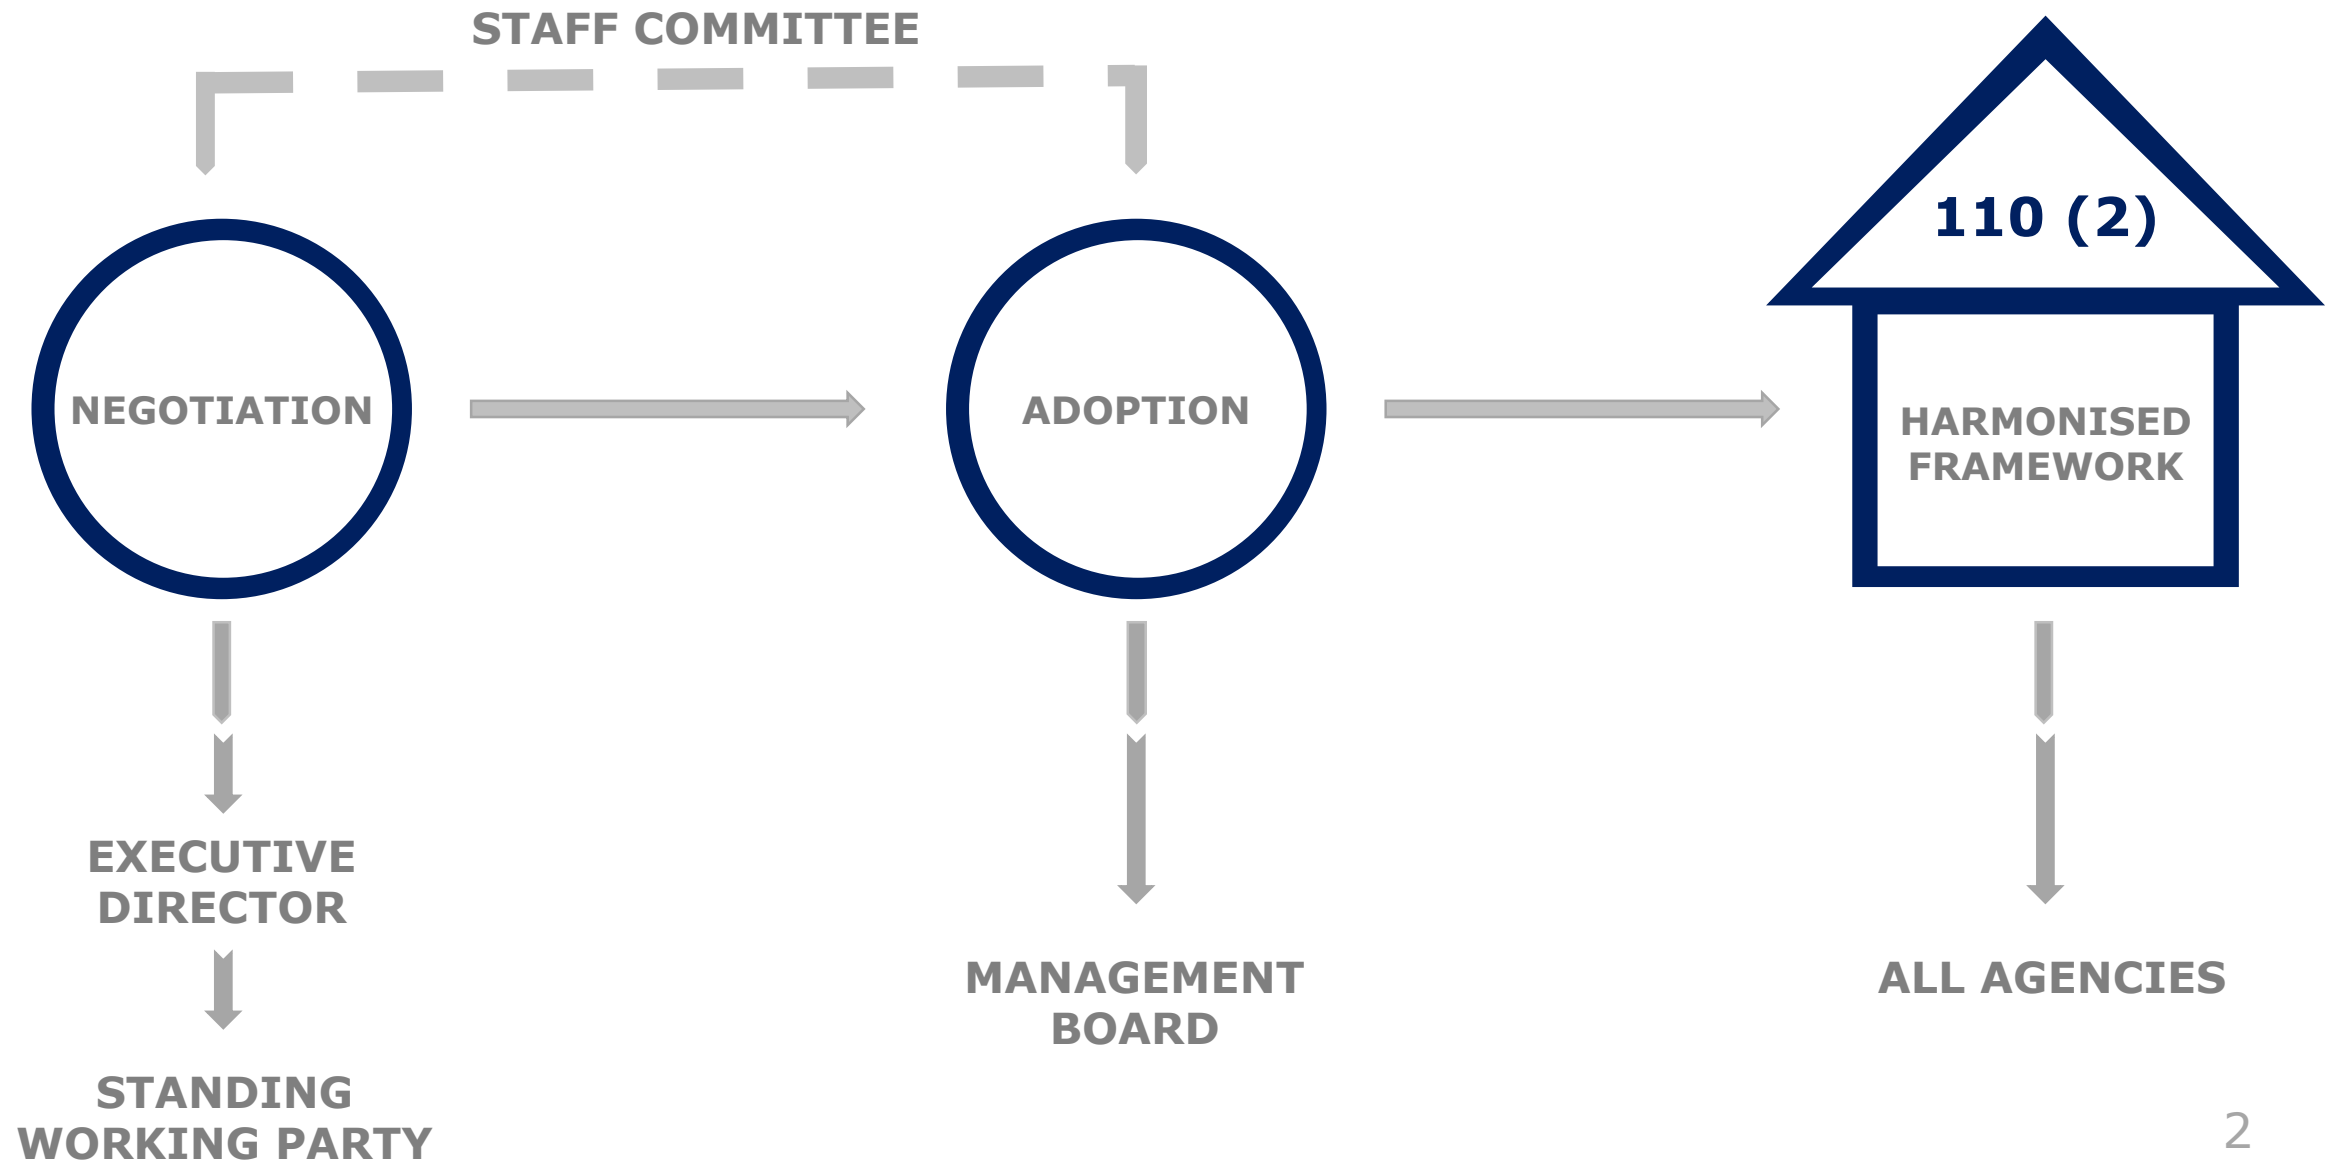 STAFF COMMITTEE
110 (2)
NEGOTIATION
ADOPTION
HARMONISED
FRAMEWORK
EXECUTIVE
DIRECTOR
MANAGEMENT
BOARD
ALL AGENCIES
STANDING
WORKING PARTY
2